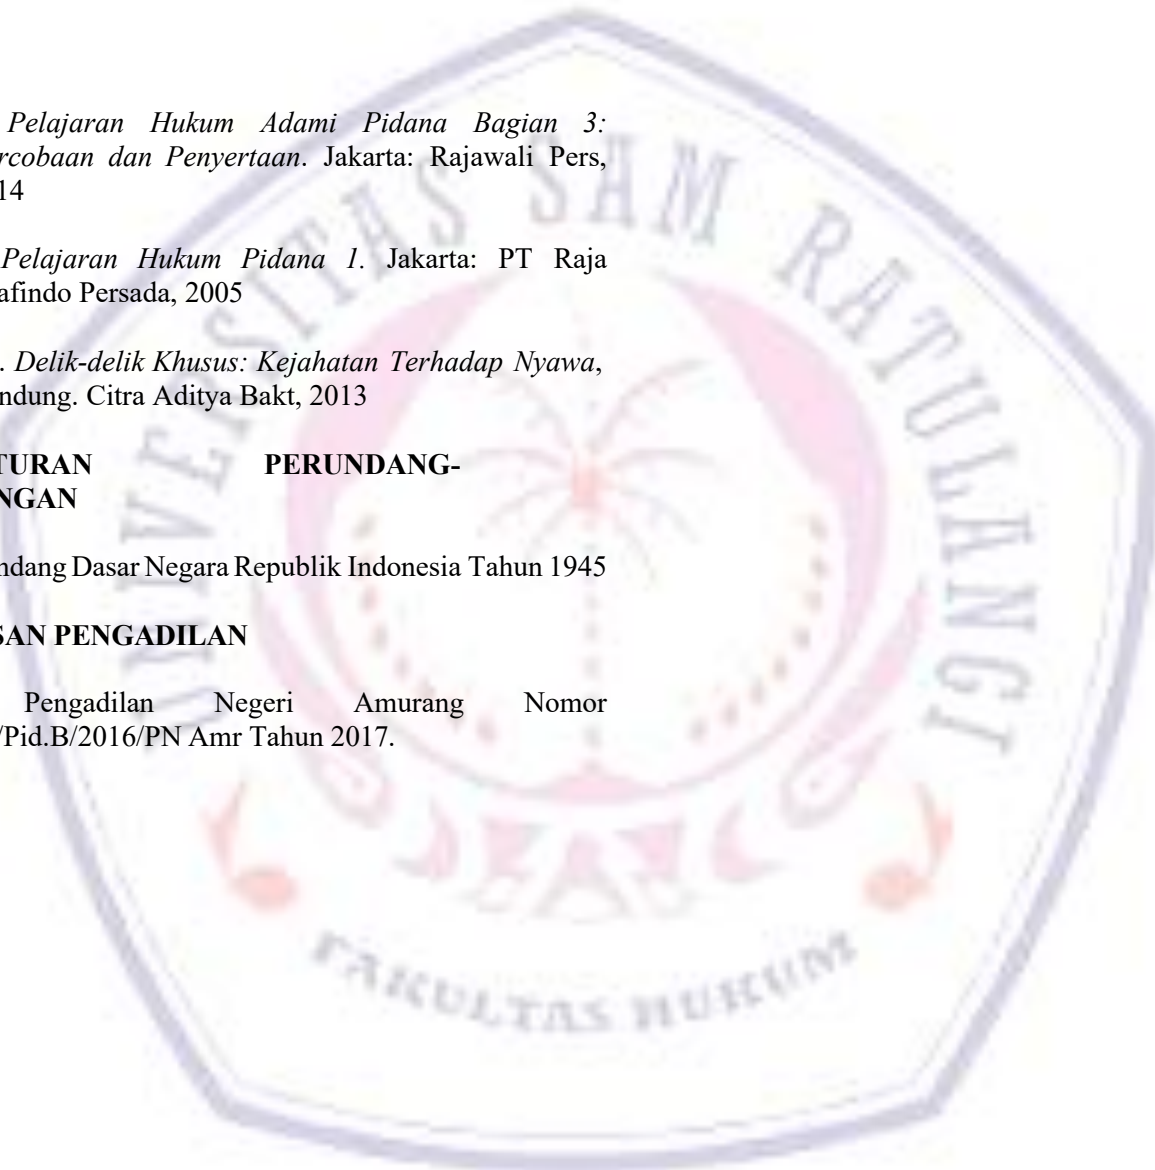 Pelajaran Hukum Adami Pidana Bagian 3:
rcobaan dan Penyertaan. Jakarta: Rajawali Pers,
14
Pelajaran Hukum Pidana 1. Jakarta: PT Raja
afindo Persada, 2005
. Delik-delik Khusus: Kejahatan Terhadap Nyawa,
ndung. Citra Aditya Bakt, 2013
TURAN PERUNDANG-
NGAN
ndang Dasar Negara Republik Indonesia Tahun 1945
SAN PENGADILAN
Pengadilan Negeri Amurang Nomor
/Pid.B/2016/PN Amr Tahun 2017.
UNIVERSITAS SAM RATULANGI
FAKULTAS HUKUM